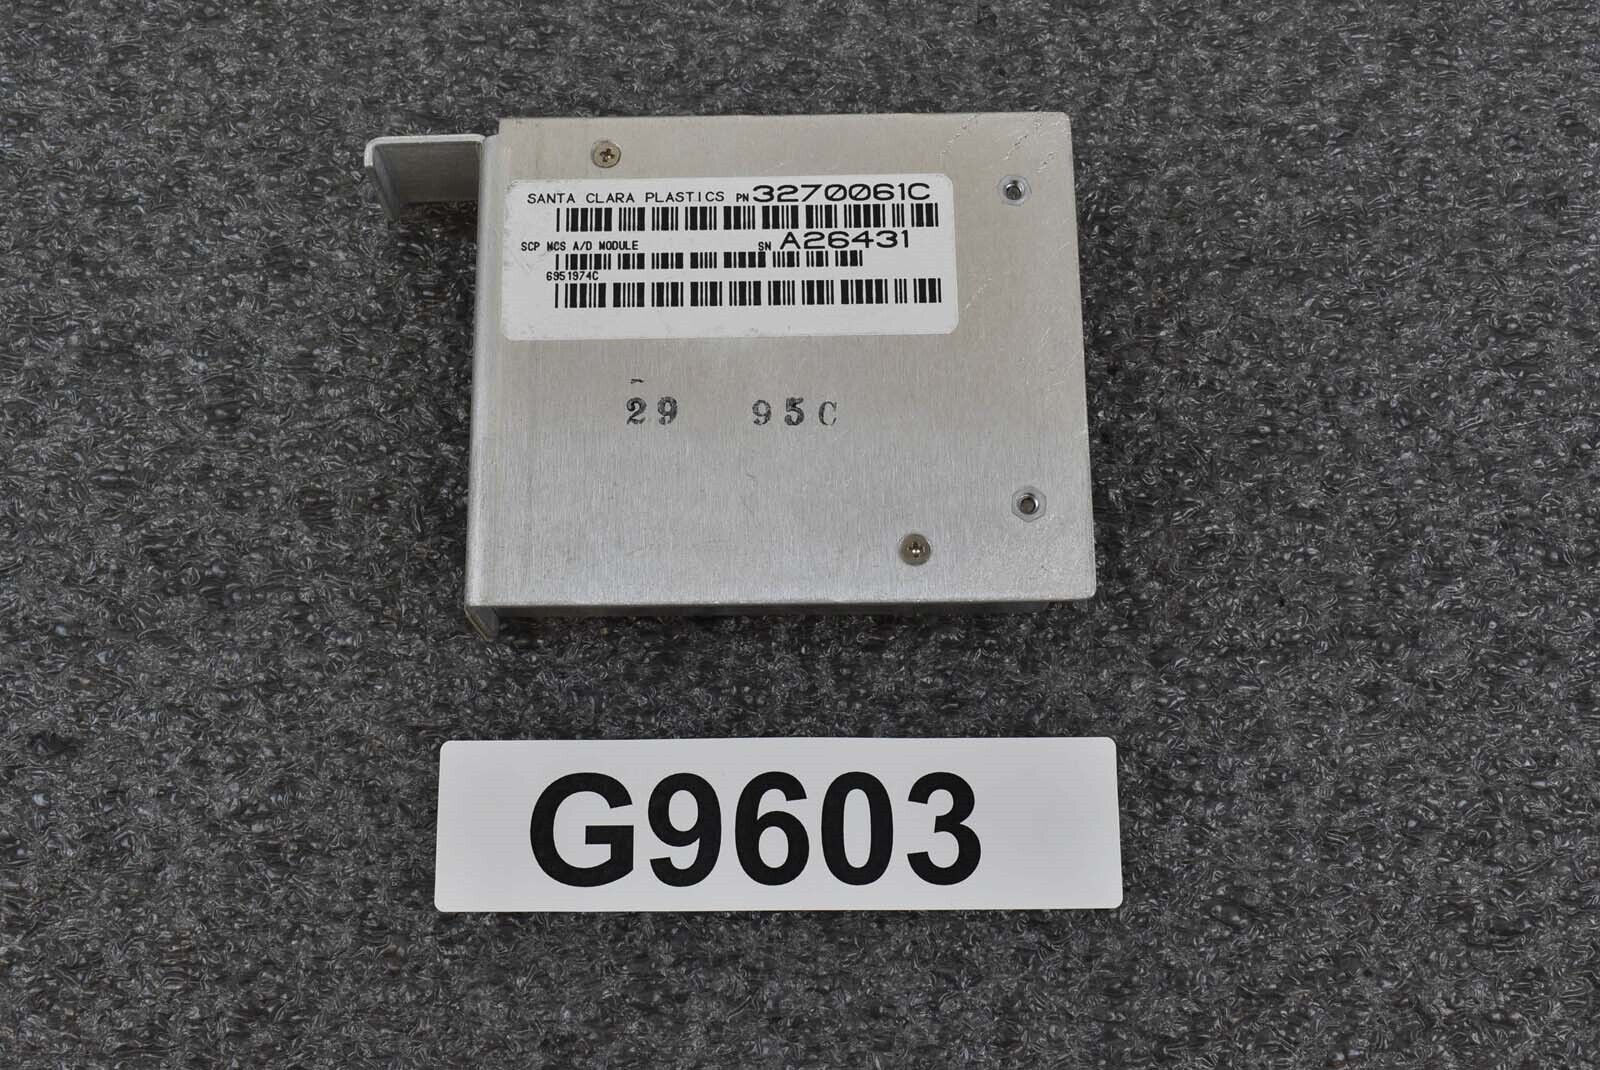 SANTA CLARA PLASTICS PN 3270061C
SCP MCS A/D MODULE SN A26431
6951974C
29 95C
G9603